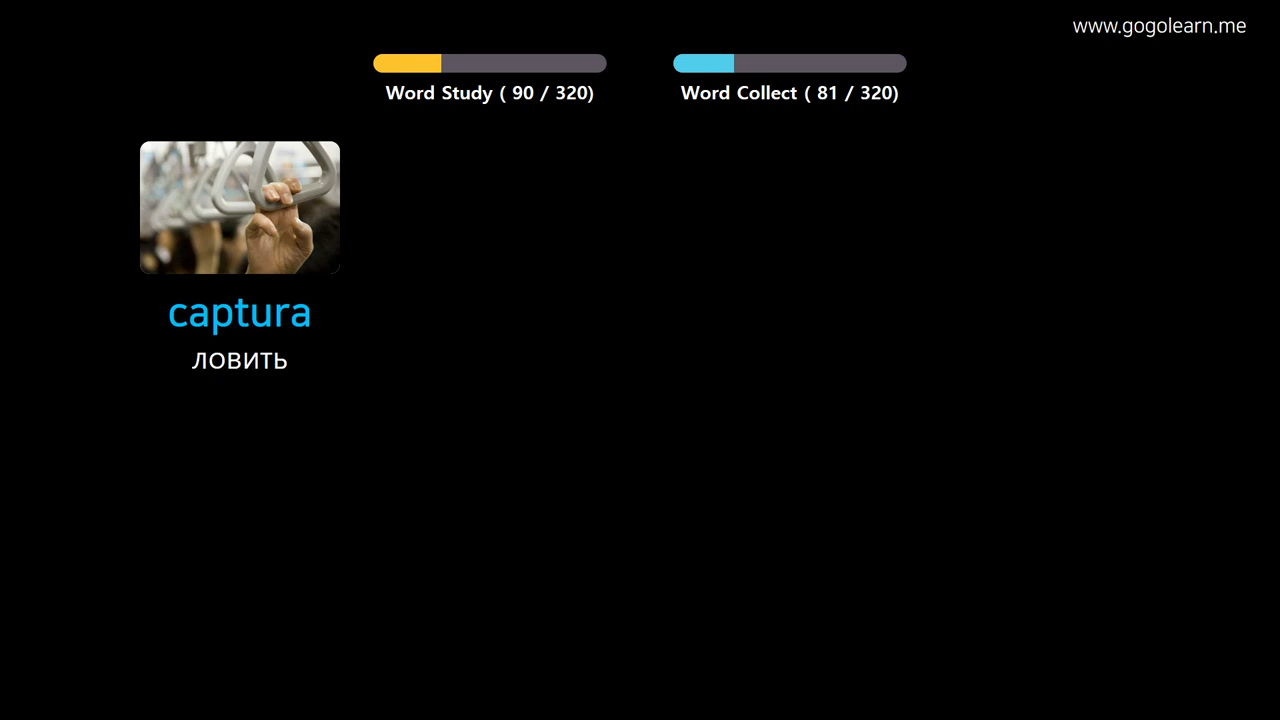 www.gogolearn.me
Word Study ( 90 / 320)
Word Collect ( 81 / 320)
captura
ловить